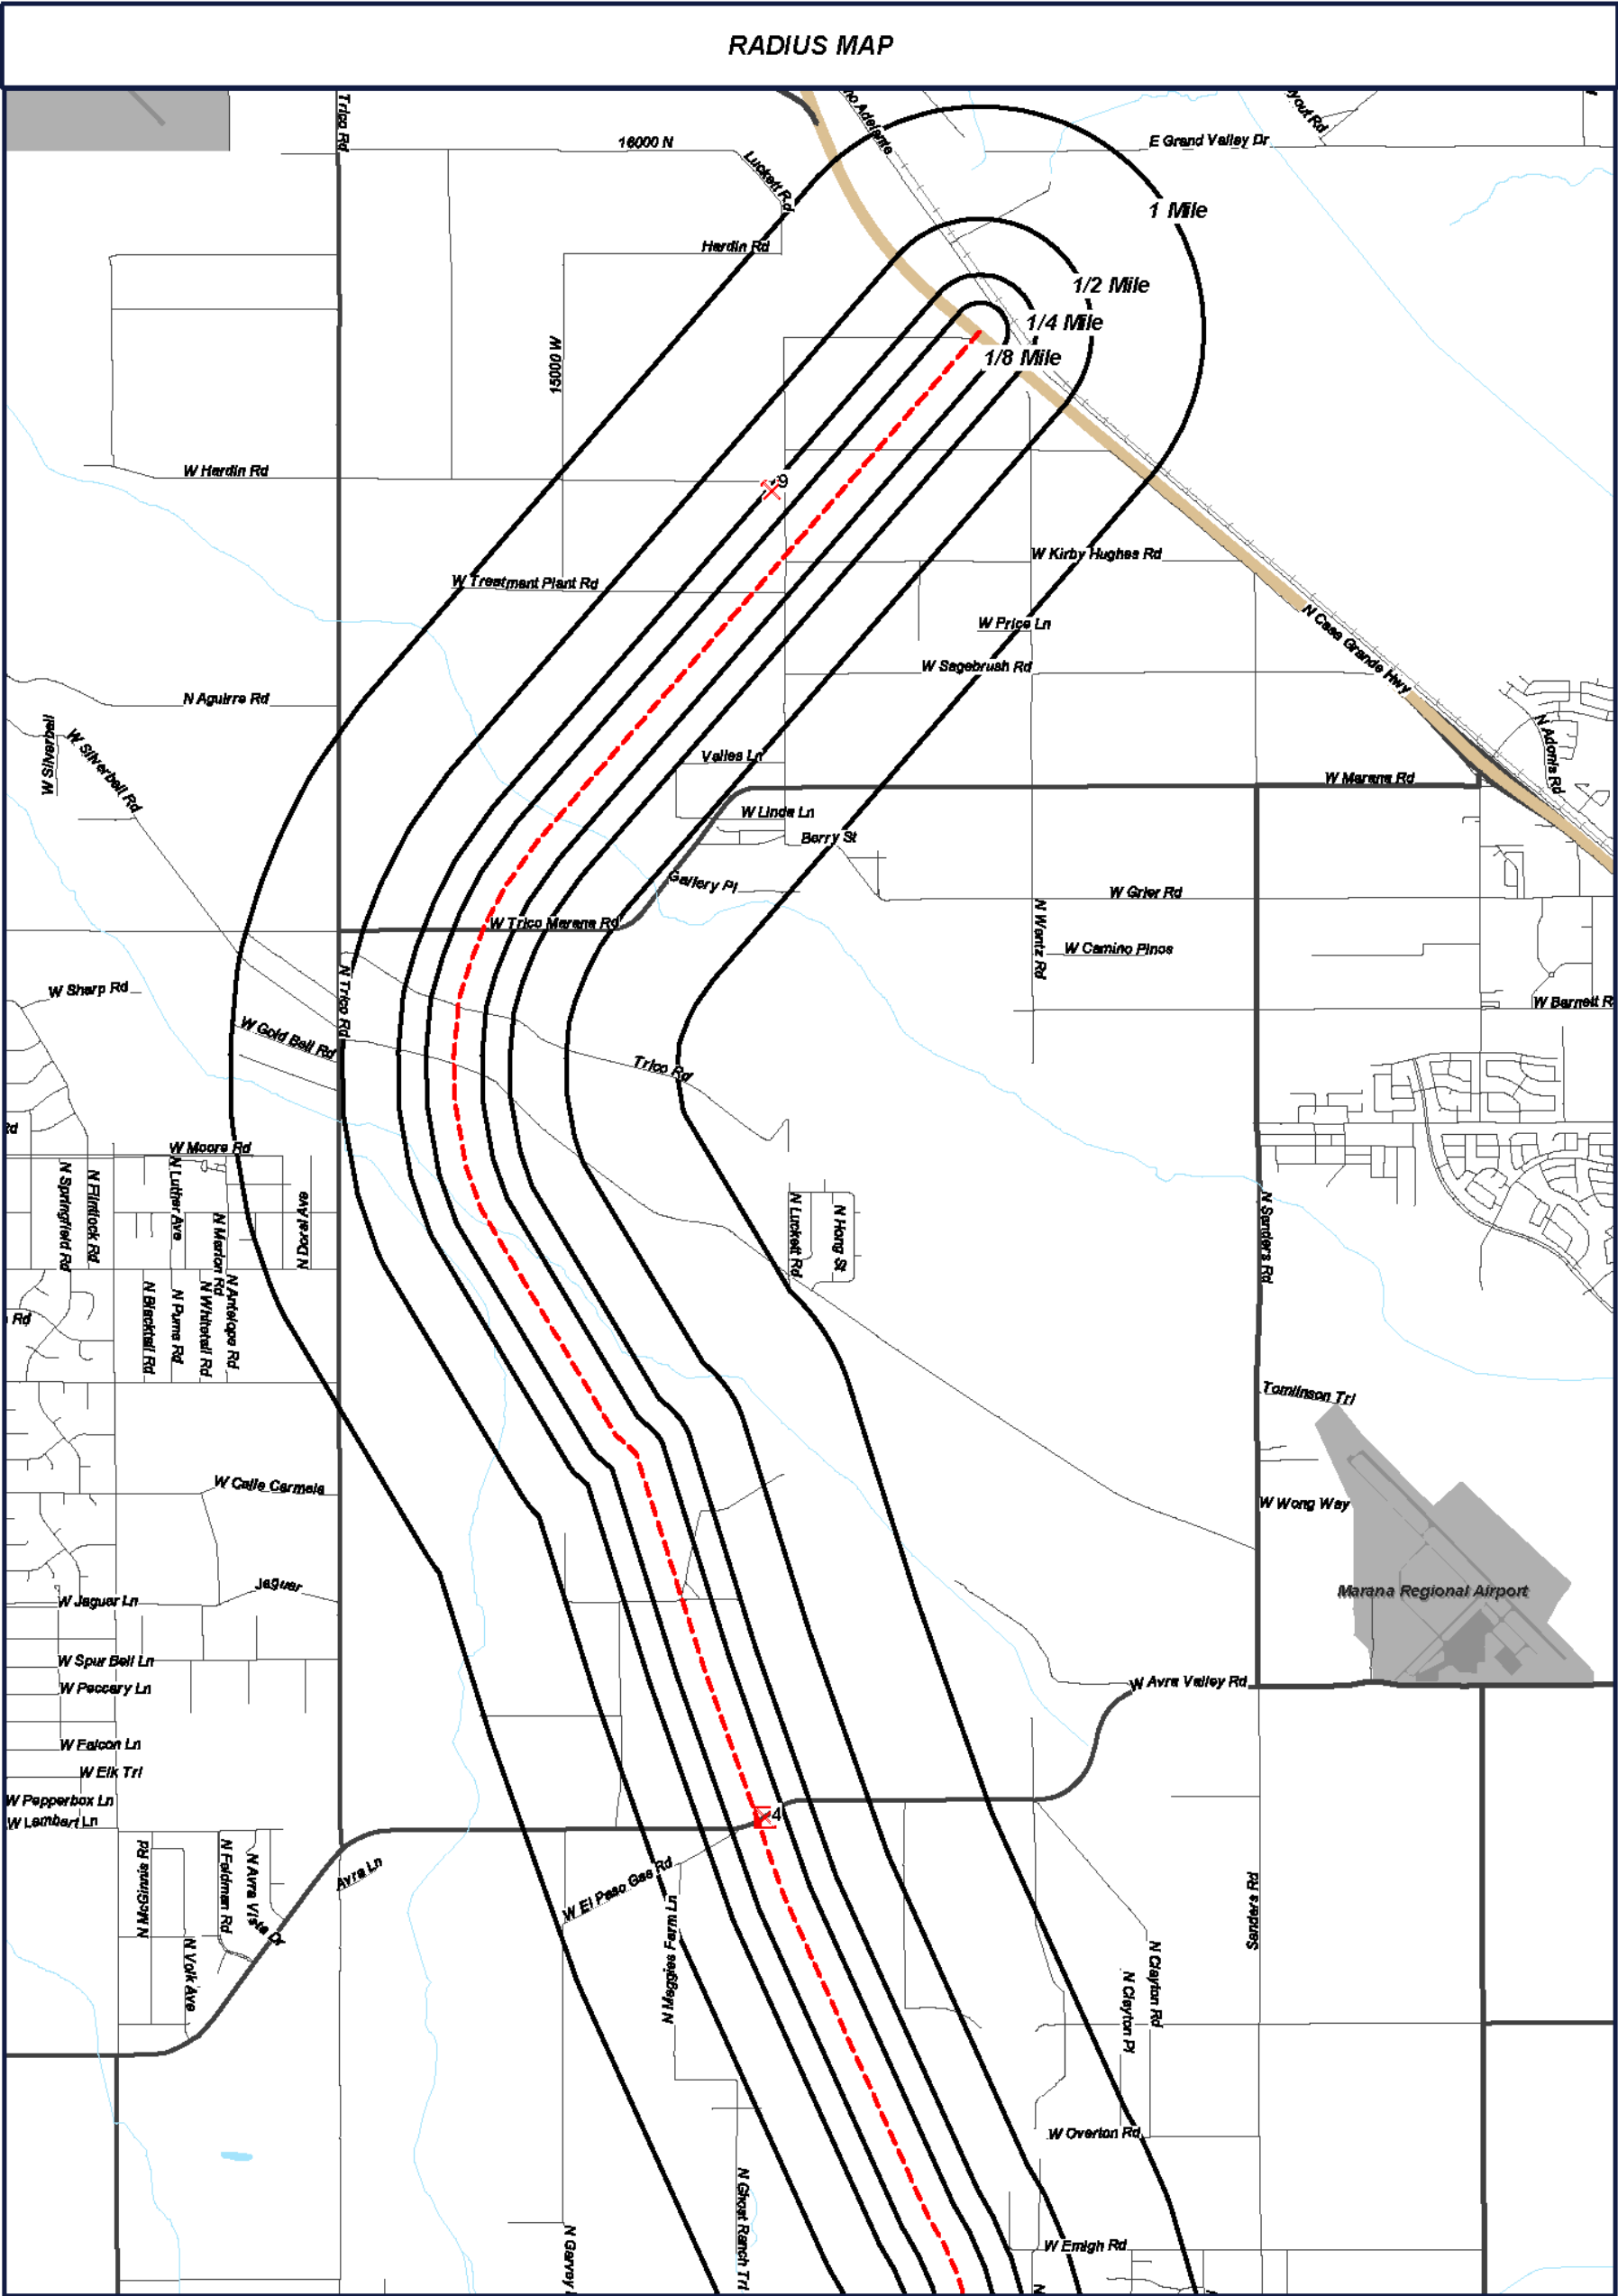 RADIUS MAP
Trico Rd
16000 N
Luckett Rd
no Adelante
yout Rd
E Grand Valley Dr
1 Mile
Hardin Rd
1/2 Mile
1/4 Mile
1/8 Mile
15000 W
W Hardin Rd
9
W Kirby Hughes Rd
W Treatment Plant Rd
W Price Ln
N Casa Grande Hwy
W Sagebrush Rd
N Aguirre Rd
W Silverbell
W Silverbell Rd
N Adonis Rd
Valles Ln
W Marana Rd
W Linda Ln
Berry St
Gallery Pl
W Grier Rd
W Trico Marana Rd
N Wentz Rd
W Camino Pinos
W Sharp Rd
N Trico Rd
W Barnett R
W Gold Bell Rd
Trico Rd
Rd
W Moore Rd
N Springfield Rd
N Flintlock Rd
N Luther Ave
N Marlon Rd
N Doral Ave
N Luckett Rd
N Hong St
N Sanders Rd
N Blacktail Rd
N Puma Rd
N Whitetail Rd
N Antelope Rd
Rd
Tomlinson Trl
W Calle Carmela
W Wong Way
Jaguar
W Jaguar Ln
Marana Regional Airport
W Spur Bell Ln
W Peccary Ln
W Avra Valley Rd
W Falcon Ln
W Elk Trl
W Pepperbox Ln
W Lambert Ln
4
N McGinnis Rd
N Feldman Rd
N Avra Vista Dr
Avra Ln
W El Paso Gas Rd
N Maggies Farm Ln
Sanders Rd
N Volk Ave
N Clayton Rd
N Clayton Pl
W Overton Rd
N Ghost Ranch Trl
N Garvey
W Emigh Rd
N